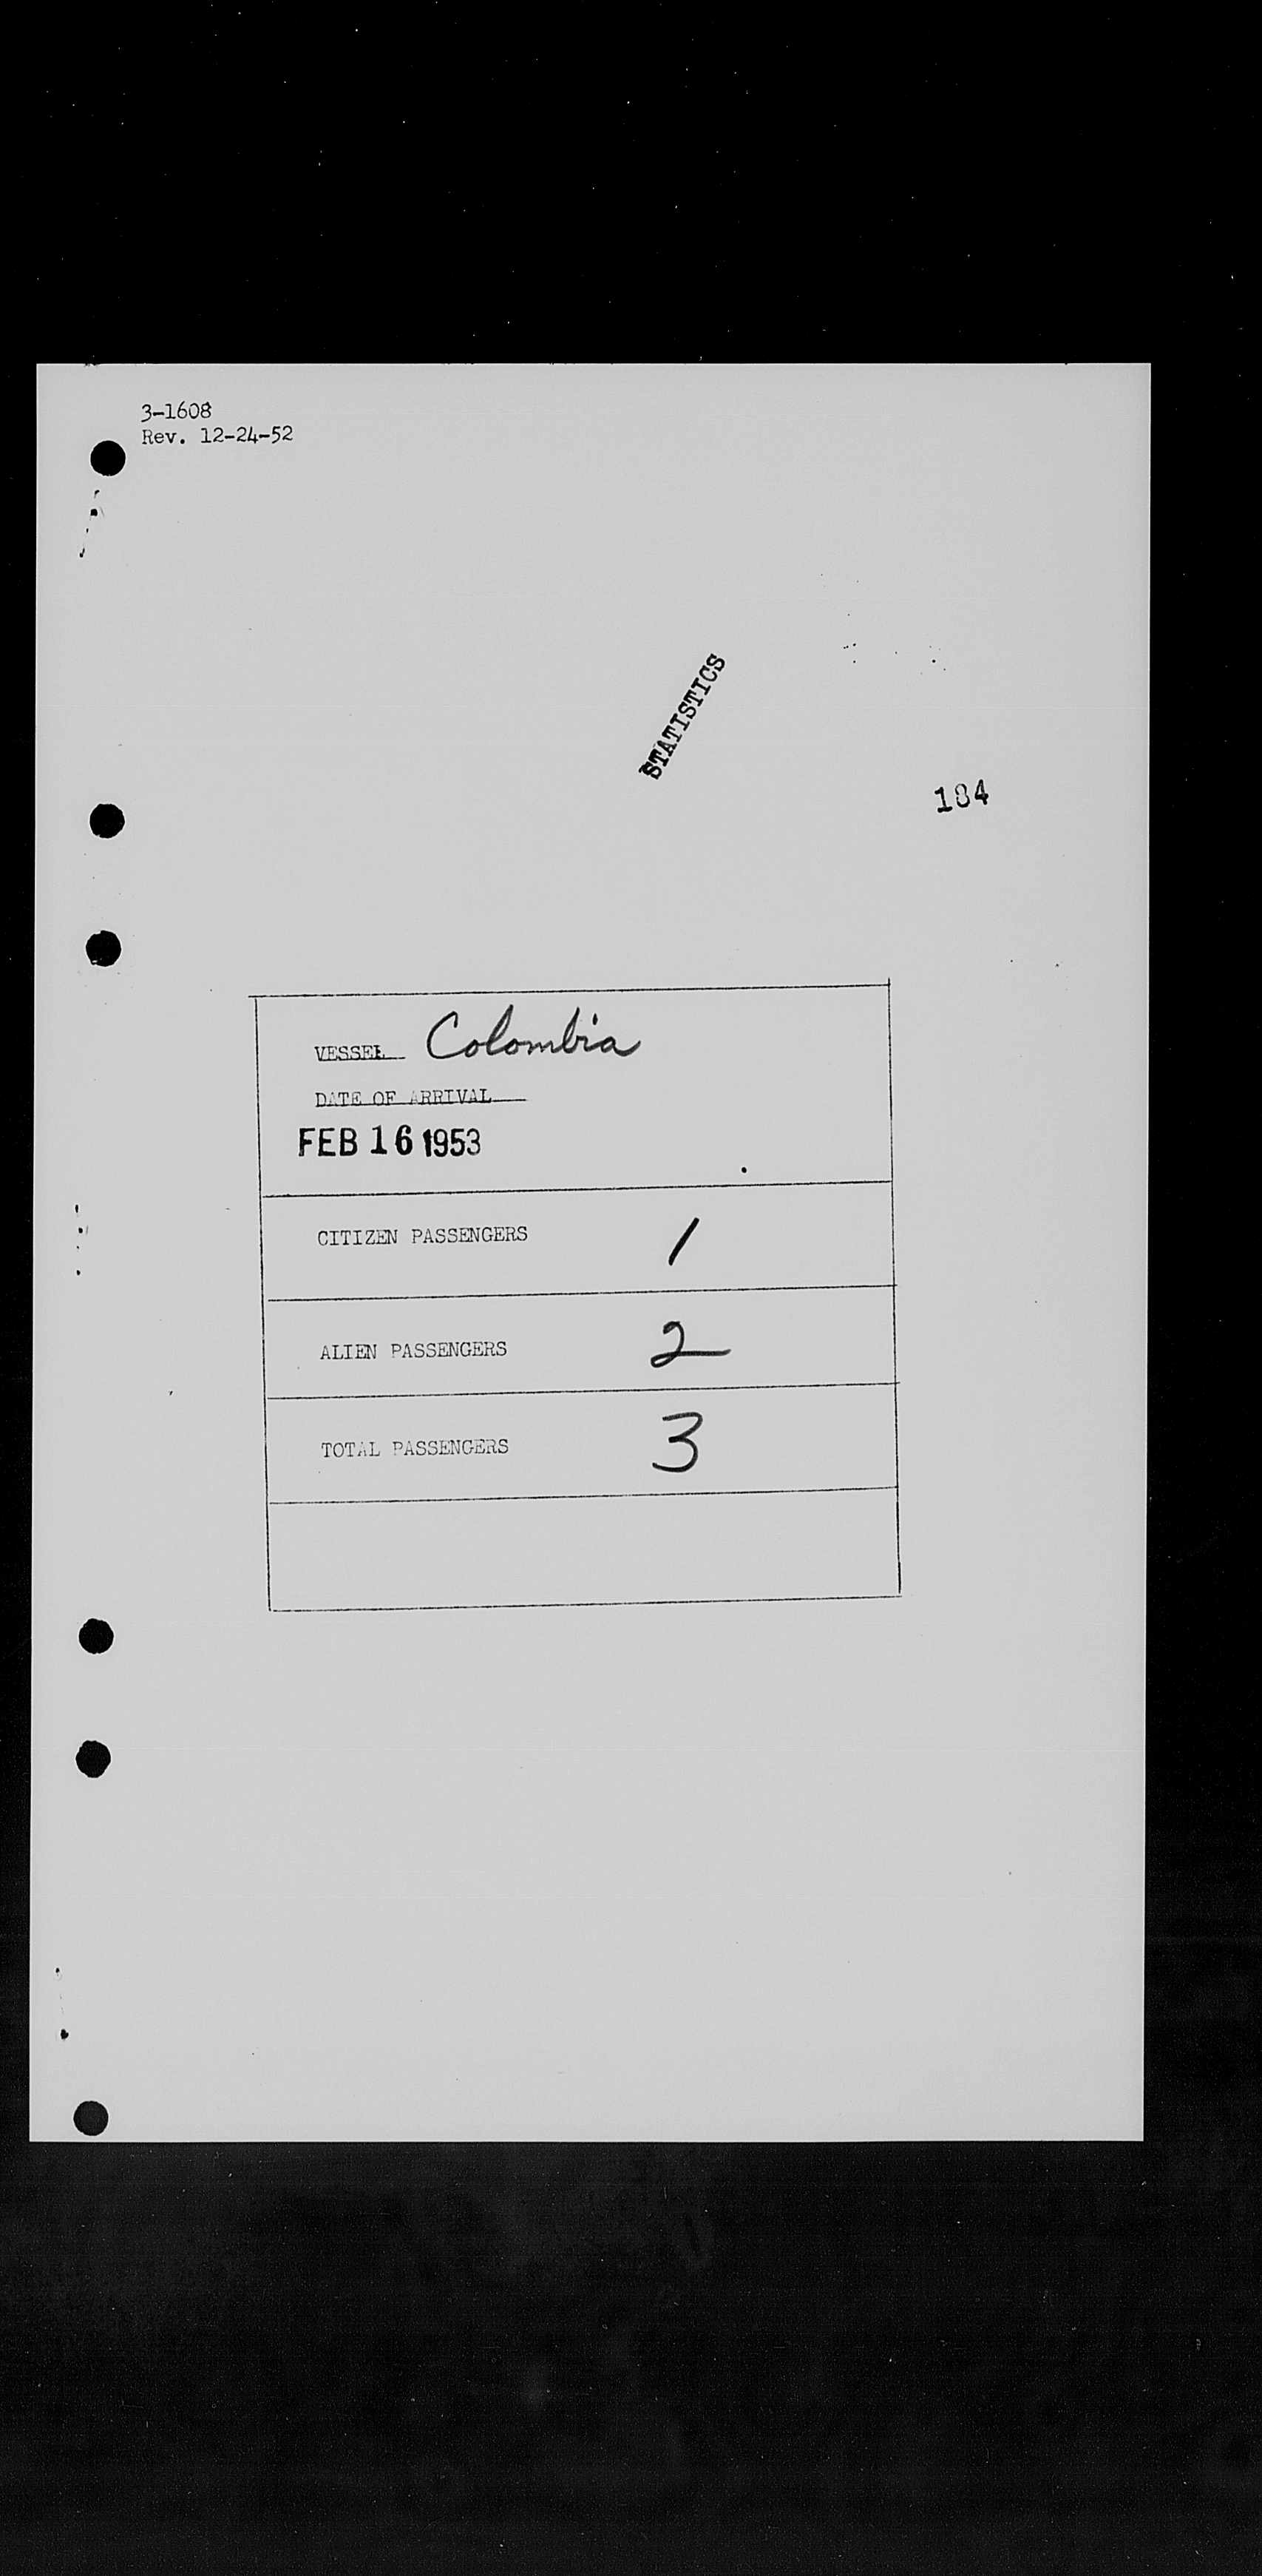 3-1608
Rev. 12-24-52
STATISTICS
184
VESSEL Colombia
DATE OF ARRIVAL
FEB 16 1953
CITIZEN PASSENGERS 1
ALIEN PASSENGERS 2
TOTAL PASSENGERS 3